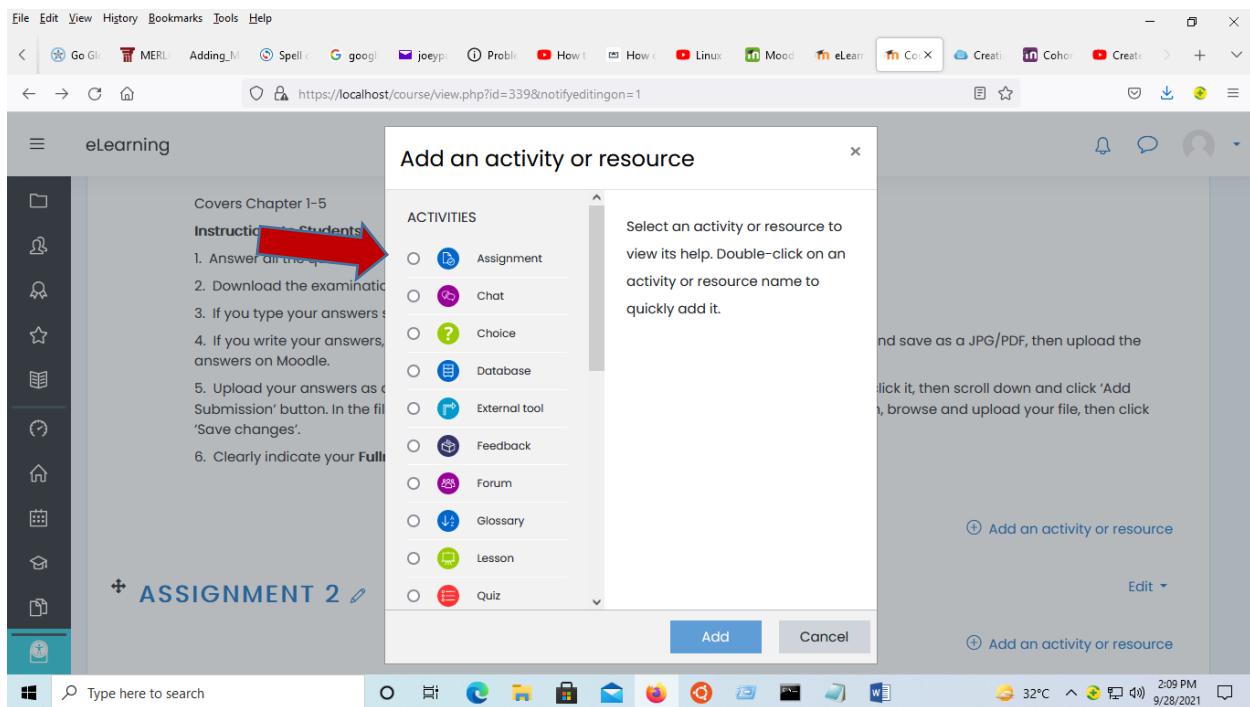 File Edit View History Bookmarks Tools Help
Go Glo MERL Adding_M Spell c G googl joeyp Proble How t How c Linux Mood eLearn Cou Creati Cohor Create
https://localhost/course/view.php?id=339&notifyeditingon=1
eLearning
Add an activity or resource
Covers Chapter 1-5
Instructions to Students
1. Answer all the
2. Download the examinatio
3. If you type your answers s
4. If you write your answers,
nd save as a JPG/PDF, then upload the
answers on Moodle.
5. Upload your answers as
lick it, then scroll down and click ‘Add
Submission’ button. In the fil
, browse and upload your file, then click
‘Save changes’.
6. Clearly indicate your Fulln
ACTIVITIES
Assignment
Chat
Choice
Database
External tool
Feedback
Forum
Glossary
Lesson
Quiz
Select an activity or resource to
view its help. Double-click on an
activity or resource name to
quickly add it.
Add an activity or resource
ASSIGNMENT 2
Edit
Add Cancel
Add an activity or resource
Type here to search
32°C
2:09 PM
9/28/2021